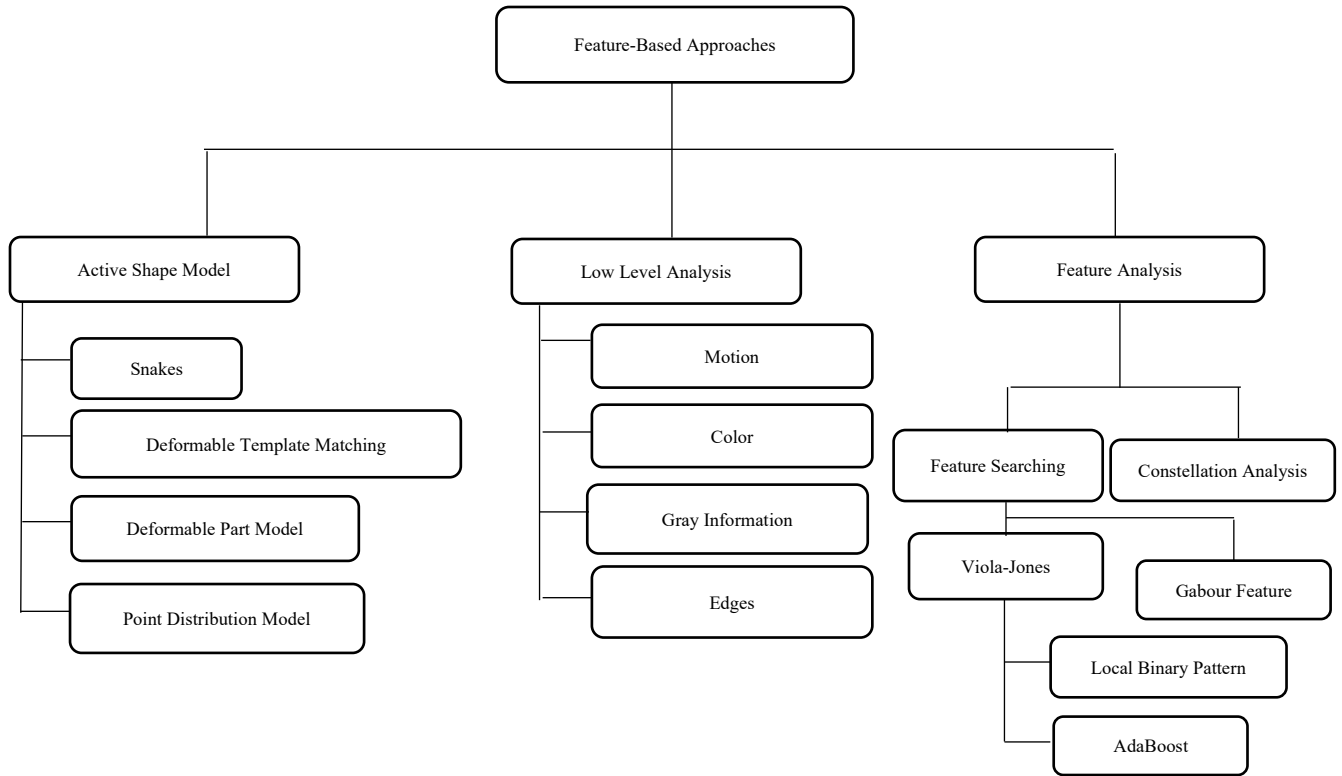 Feature-Based Approaches
Active Shape Model
Snakes
Deformable Template Matching
Deformable Part Model
Point Distribution Model
Low Level Analysis
Motion
Color
Gray Information
Edges
Feature Analysis
Feature Searching
Constellation Analysis
Viola-Jones
Gabour Feature
Local Binary Pattern
AdaBoost